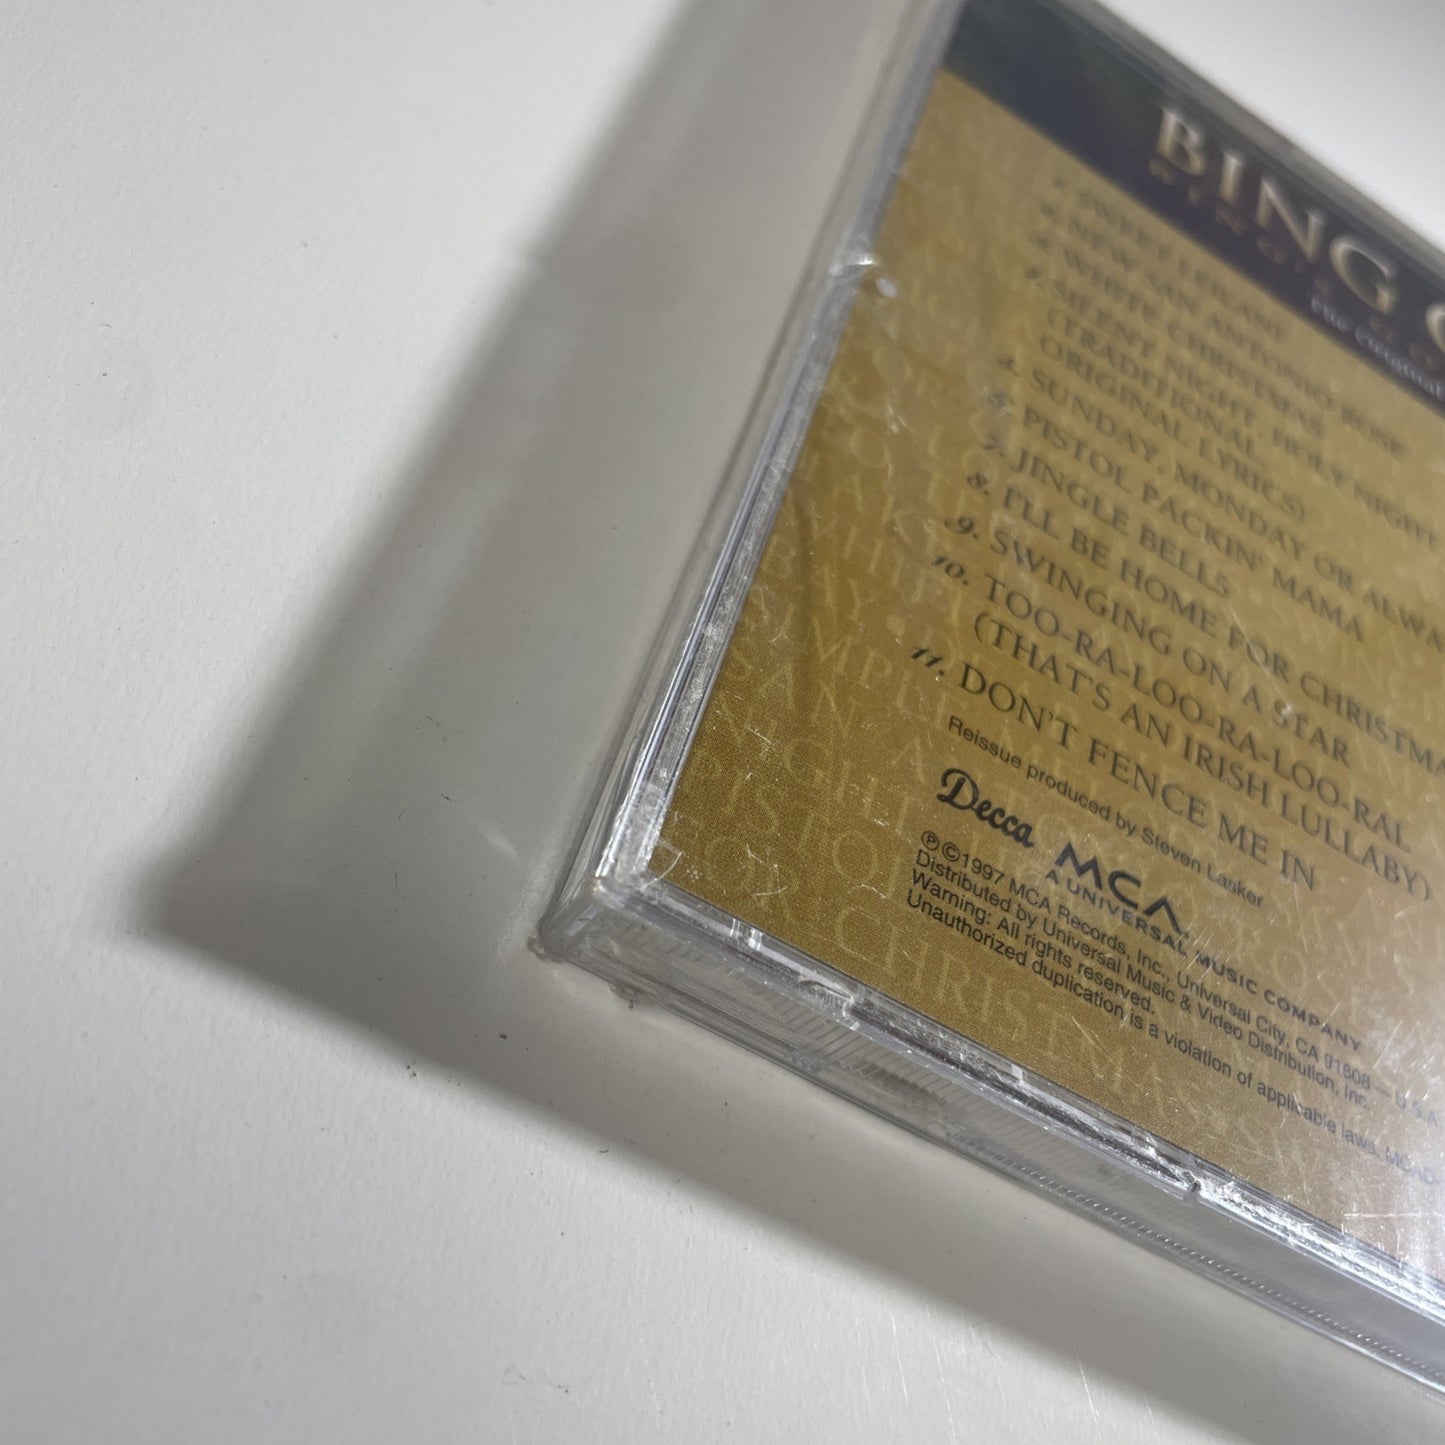 BING
1. SWEET LEILANI
2. NEW SAN ANTONIO ROSE
3. WHITE CHRISTMAS
4. SILENT NIGHT, HOLY NIGHT
(TRADITIONAL,
ORIGINAL LYRICS)
5. SUNDAY, MONDAY OR ALWA
6. PISTOL PACKIN' MAMA
7. JINGLE BELLS
8. I'LL BE HOME FOR CHRISTMA
9. SWINGING ON A STAR
10. TOO-RA-LOO-RA-LOO-RAL
(THAT'S AN IRISH LULLABY)
11. DON'T FENCE ME IN
Reissue produced by Steven Lasker
Decca
MCA
A UNIVERSAL MUSIC COMPANY
℗©1997 MCA Records, Inc., Universal City, CA 91608 — U.S.A.
Distributed by Universal Music & Video Distribution, Inc.
Warning: All rights reserved.
Unauthorized duplication is a violation of applicable laws. MCAD-